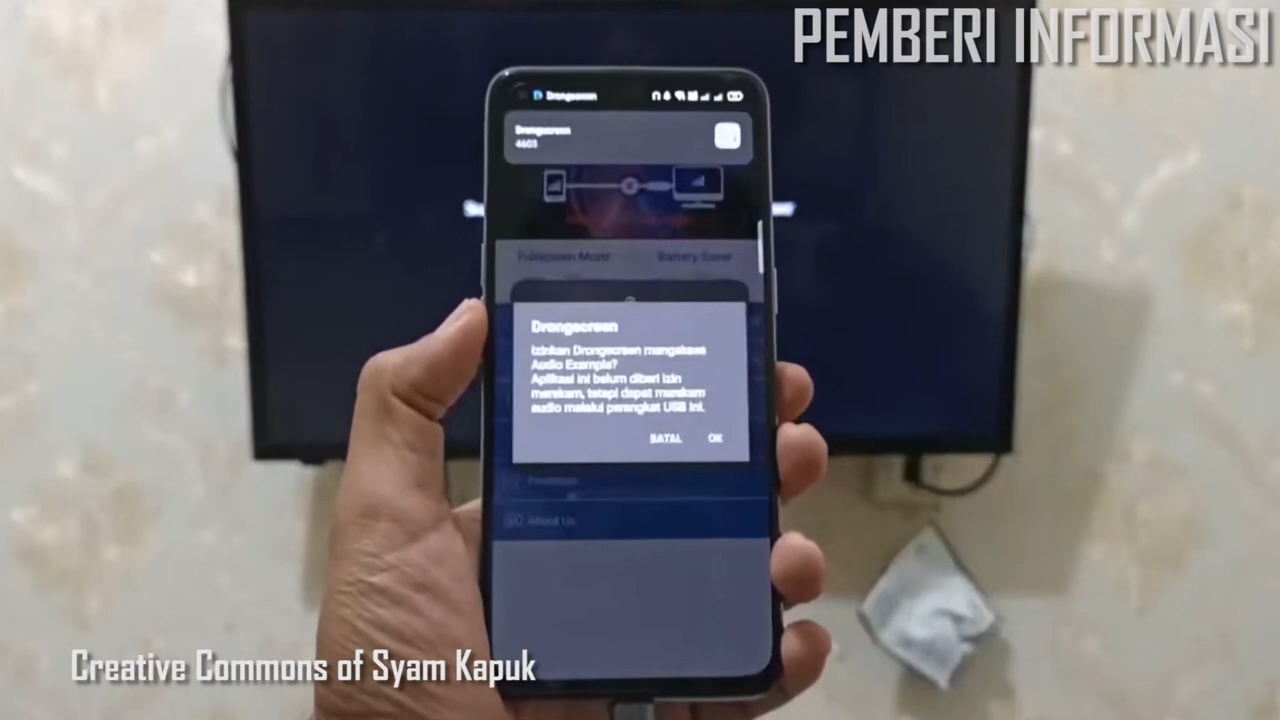 PEMBERI INFORMASI
Drongscreen
Drongscreen
4603
Fullscreen Mode
Battery Saver
Drongscreen
Izinkan Drongscreen mengakses
Audio Example?
Aplikasi ini belum diberi izin
merekam, tetapi dapat merekam
audio melalui perangkat USB ini.
BATAL OK
Feedback
About Us
Creative Commons of Syam Kapuk